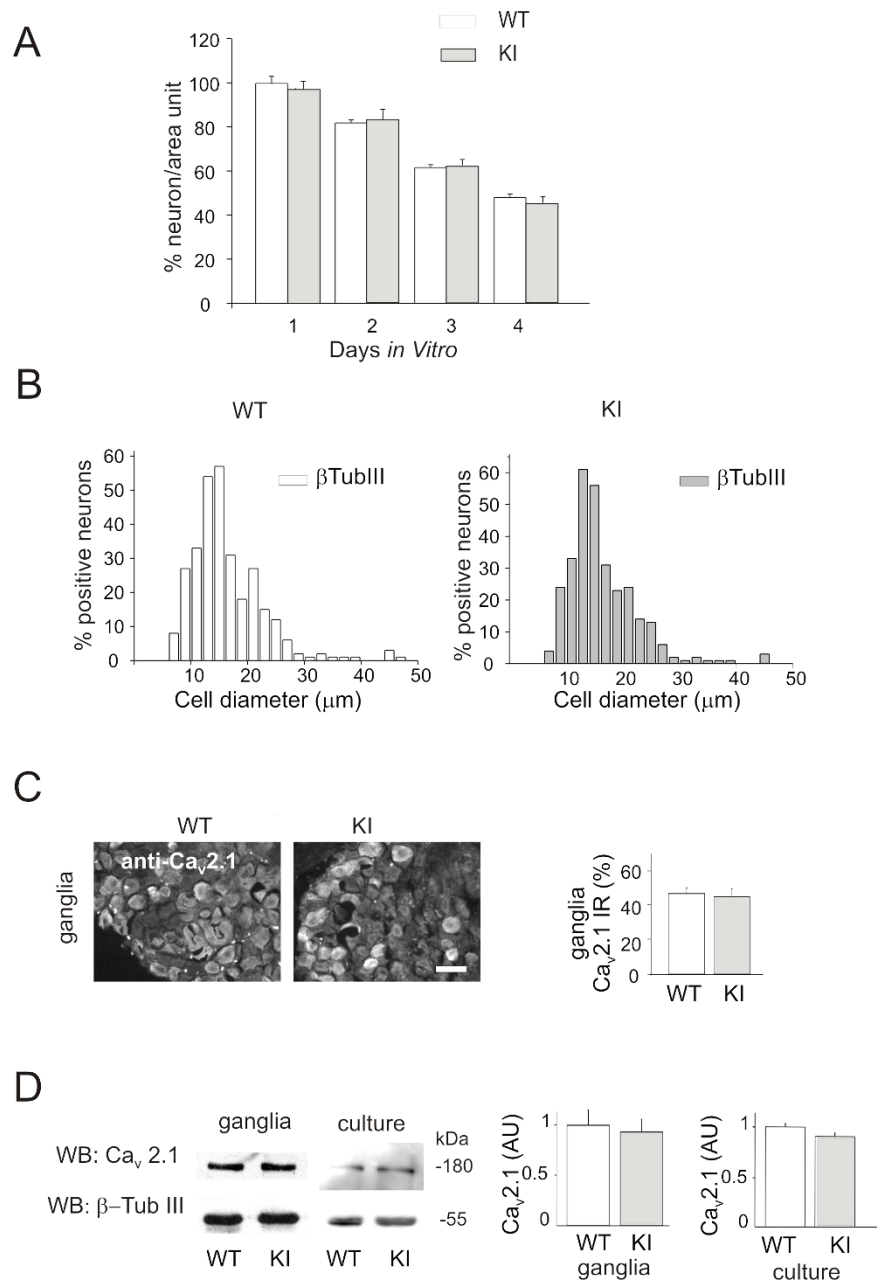 A
WT
KI
120
100
80
60
40
20
0
% neuron/area unit
1 2 3 4
Days in Vitro
B
WT
KI
60
50
40
30
20
10
0
% positive neurons
βTubIII
10 20 30 40 50
Cell diameter (μm)
60
50
40
30
20
10
0
% positive neurons
βTubIII
10 20 30 40 50
Cell diameter (μm)
C
WT
KI
anti-Cav2.1
ganglia
ganglia
Cav2.1 IR (%)
60
40
20
0
WT KI
D
ganglia
culture
kDa
WB: Cav 2.1
-180
WB: β–Tub III
-55
WT KI WT KI
Cav2.1 (AU)
1
0.5
0
WT KI
ganglia
Cav2.1 (AU)
1
0.5
0
WT KI
culture